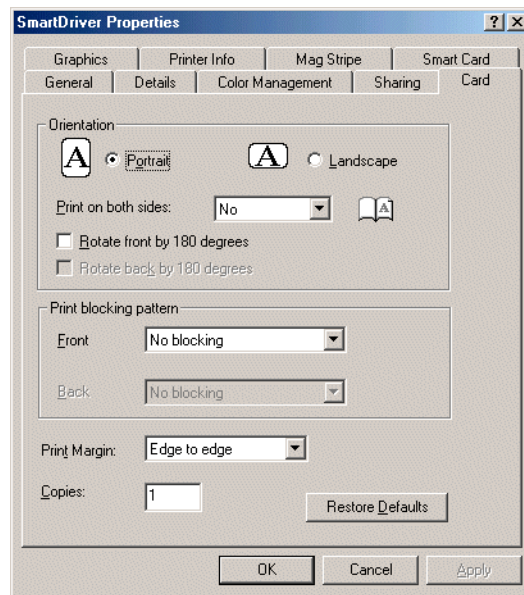 SmartDriver Properties
Graphics Printer Info Mag Stripe Smart Card
General Details Color Management Sharing Card
Orientation
A Portrait A Landscape
Print on both sides: No A
Rotate front by 180 degrees
Rotate back by 180 degrees
Print blocking pattern
Front No blocking
Back No blocking
Print Margin: Edge to edge
Copies: 1
Restore Defaults
OK Cancel Apply